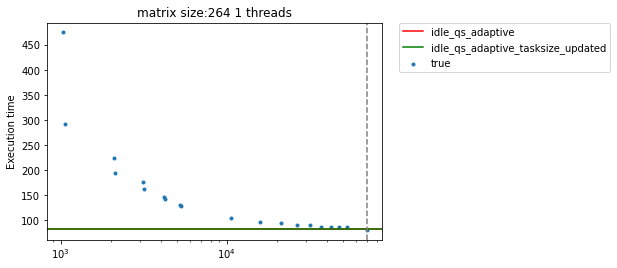 matrix size:264 1 threads
Execution time
450
400
350
300
250
200
150
100
10³
10⁴
idle_qs_adaptive
idle_qs_adaptive_tasksize_updated
true